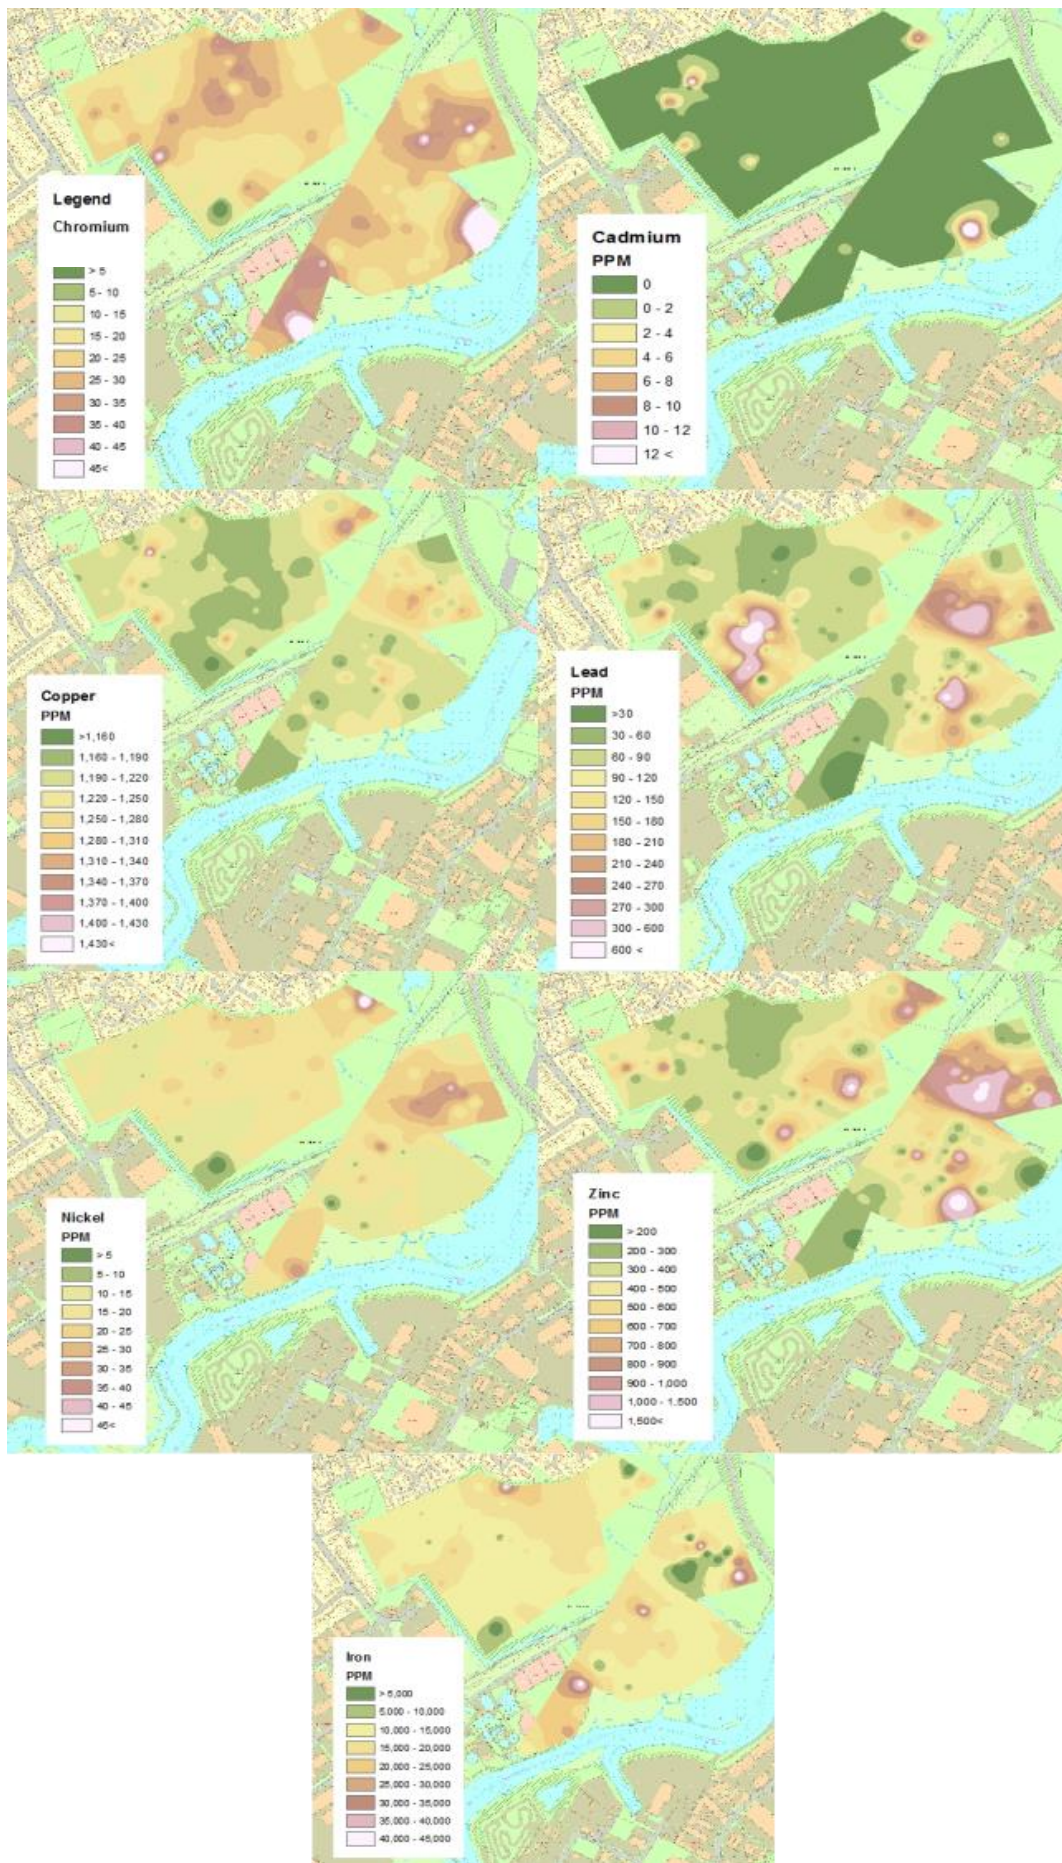 Legend
Chromium
> 5
5 - 10
10 - 15
15 - 20
20 - 25
25 - 30
30 - 35
35 - 40
40 - 45
45<
Cadmium
PPM
0
0 - 2
2 - 4
4 - 6
6 - 8
8 - 10
10 - 12
12 <
Copper
PPM
>1,160
1,160 - 1,190
1,190 - 1,220
1,220 - 1,250
1,250 - 1,280
1,280 - 1,310
1,310 - 1,340
1,340 - 1,370
1,370 - 1,400
1,400 - 1,430
1,430<
Lead
PPM
>30
30 - 60
60 - 90
90 - 120
120 - 150
150 - 180
180 - 210
210 - 240
240 - 270
270 - 300
300 - 600
600 <
Nickel
PPM
> 5
5 - 10
10 - 15
15 - 20
20 - 25
25 - 30
30 - 35
35 - 40
40 - 45
45<
Zinc
PPM
> 200
200 - 300
300 - 400
400 - 500
500 - 600
600 - 700
700 - 800
800 - 900
900 - 1,000
1,000 - 1,500
1,500<
Iron
PPM
> 5,000
5,000 - 10,000
10,000 - 15,000
15,000 - 20,000
20,000 - 25,000
25,000 - 30,000
30,000 - 35,000
35,000 - 40,000
40,000 - 45,000